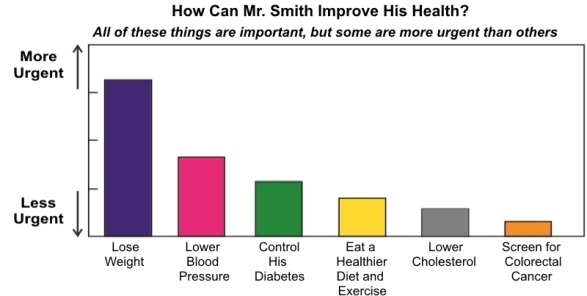 How Can Mr. Smith Improve His Health?
All of these things are important, but some are more urgent than others
More
Urgent
Less
Urgent
Lose
Weight
Lower
Blood
Pressure
Control
His
Diabetes
Eat a
Healthier
Diet and
Exercise
Lower
Cholesterol
Screen for
Colorectal
Cancer